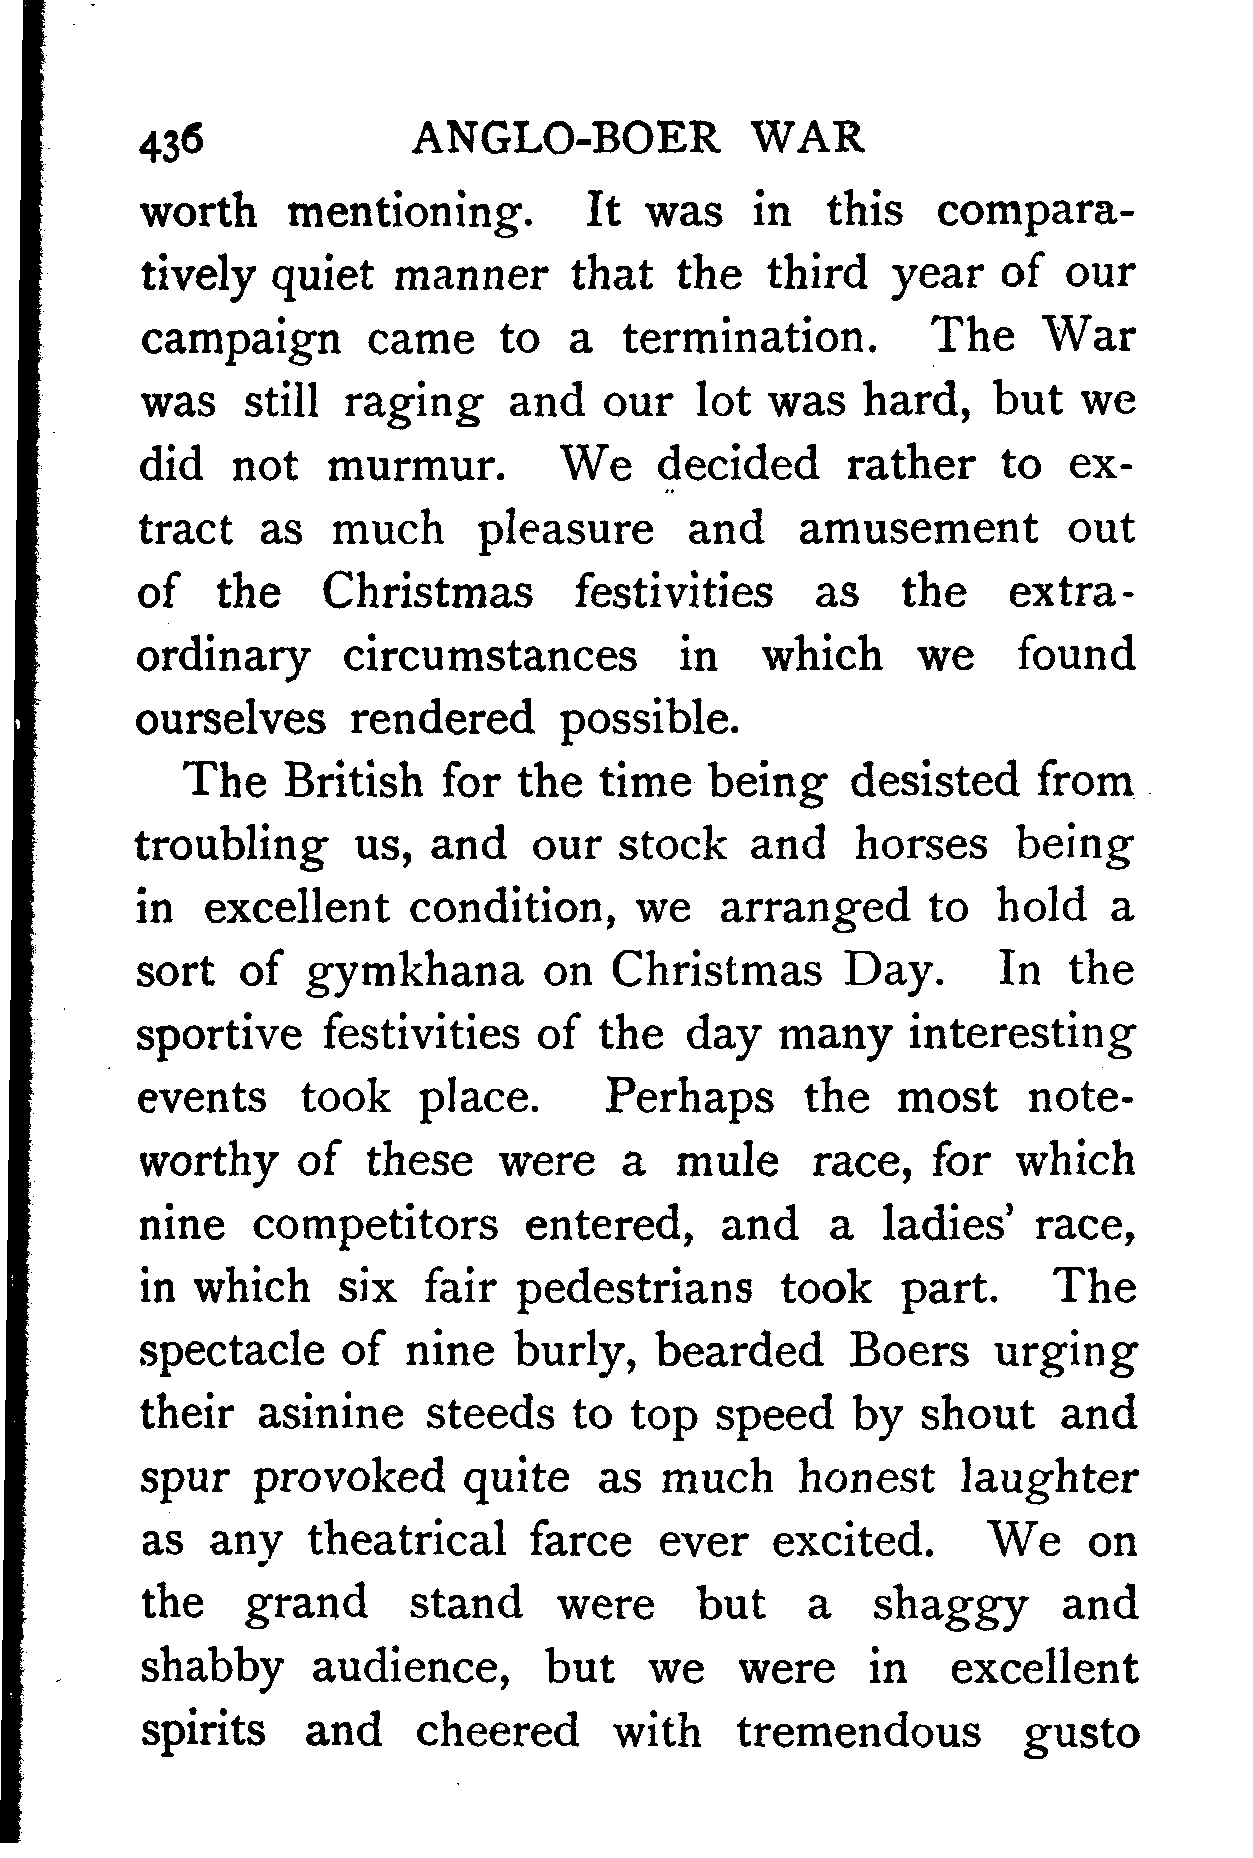 436 ANGLO-BOER WAR
worth mentioning. It was in this compara-
tively quiet manner that the third year of our
campaign came to a termination. The War
was still raging and our lot was hard, but we
did not murmur. We decided rather to ex-
tract as much pleasure and amusement out
of the Christmas festivities as the extra-
ordinary circumstances in which we found
ourselves rendered possible.
The British for the time being desisted from
troubling us, and our stock and horses being
in excellent condition, we arranged to hold a
sort of gymkhana on Christmas Day. In the
sportive festivities of the day many interesting
events took place. Perhaps the most note-
worthy of these were a mule race, for which
nine competitors entered, and a ladies' race,
in which six fair pedestrians took part. The
spectacle of nine burly, bearded Boers urging
their asinine steeds to top speed by shout and
spur provoked quite as much honest laughter
as any theatrical farce ever excited. We on
the grand stand were but a shaggy and
shabby audience, but we were in excellent
spirits and cheered with tremendous gusto